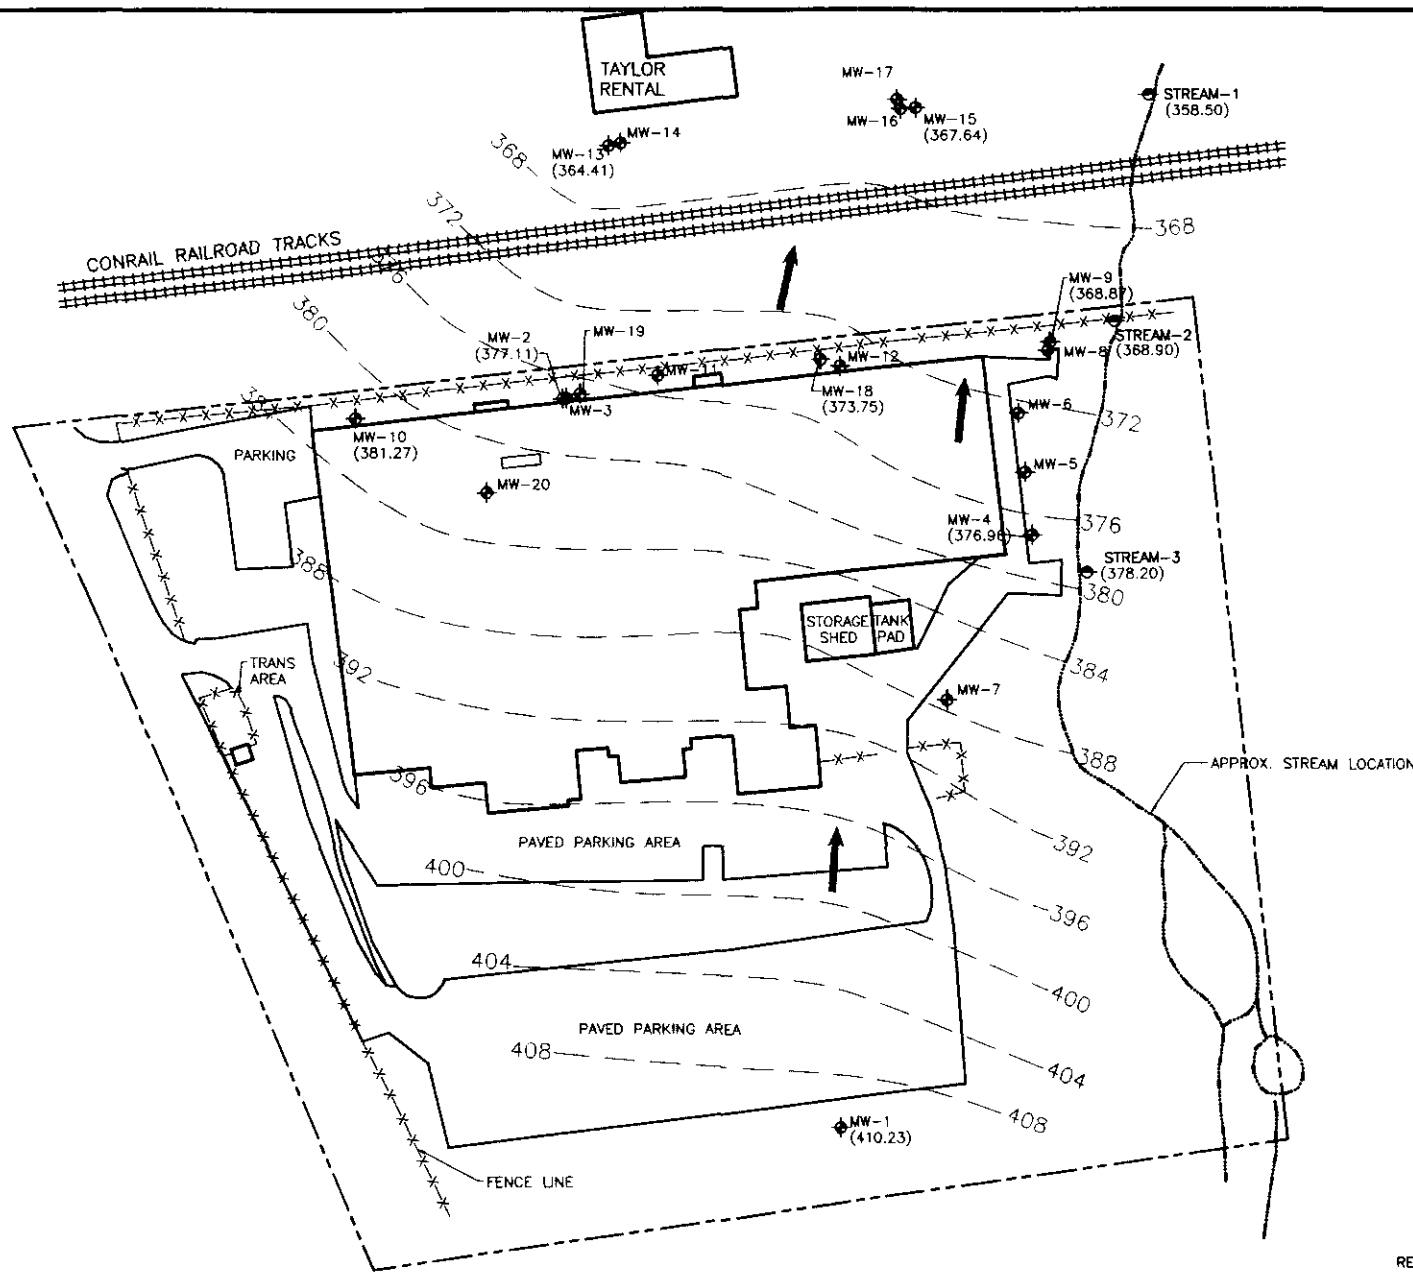 TAYLOR
RENTAL
MW-17
MW-16
MW-15
(367.64)
STREAM-1
(358.50)
MW-14
MW-13
(364.41)
368
372
CONRAIL RAILROAD TRACKS
380
368
MW-9
(368.87)
MW-19
MW-2
(377.11)
STREAM-2
(368.90)
MW-8
MW-12
MW-11
MW-18
(373.75)
MW-3
MW-6
372
MW-10
(381.27)
PARKING
MW-5
MW-20
MW-4
(376.96)
376
STREAM-3
(378.20)
380
388
STORAGE
SHED
TANK
PAD
384
392
TRANS
AREA
MW-7
388
APPROX. STREAM LOCATION
396
PAVED PARKING AREA
392
400
396
404
400
PAVED PARKING AREA
408
404
408
MW-1
(410.23)
FENCE LINE
RE